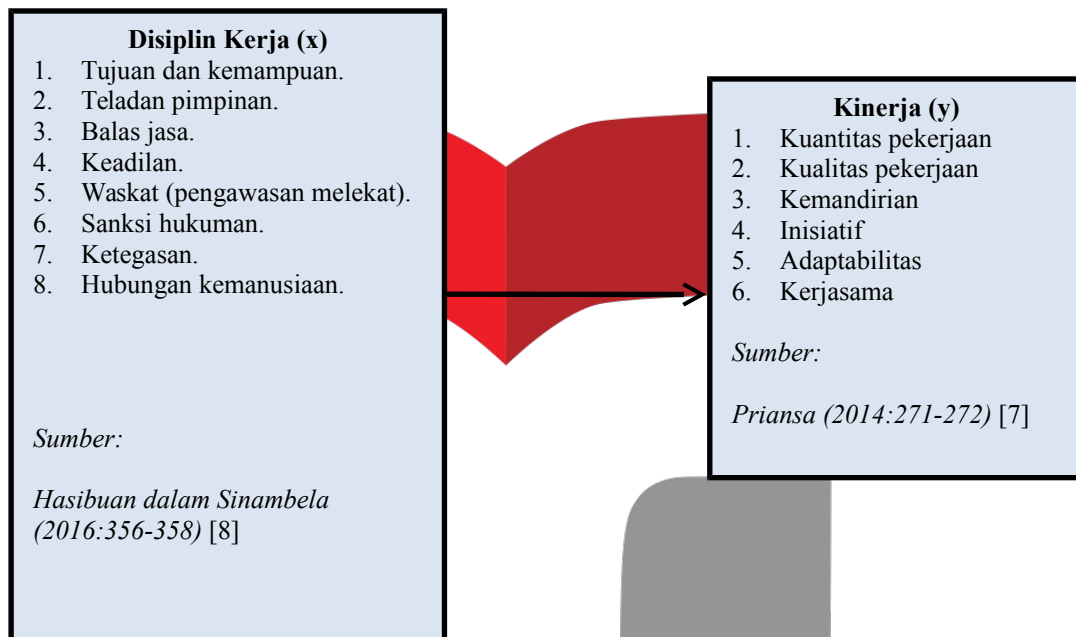 Disiplin Kerja (x)
1. Tujuan dan kemampuan.
2. Teladan pimpinan.
3. Balas jasa.
4. Keadilan.
5. Waskat (pengawasan melekat).
6. Sanksi hukuman.
7. Ketegasan.
8. Hubungan kemanusiaan.
Sumber:
Hasibuan dalam Sinambela
(2016:356-358) [8]
Kinerja (y)
1. Kuantitas pekerjaan
2. Kualitas pekerjaan
3. Kemandirian
4. Inisiatif
5. Adaptabilitas
6. Kerjasama
Sumber:
Priansa (2014:271-272) [7]